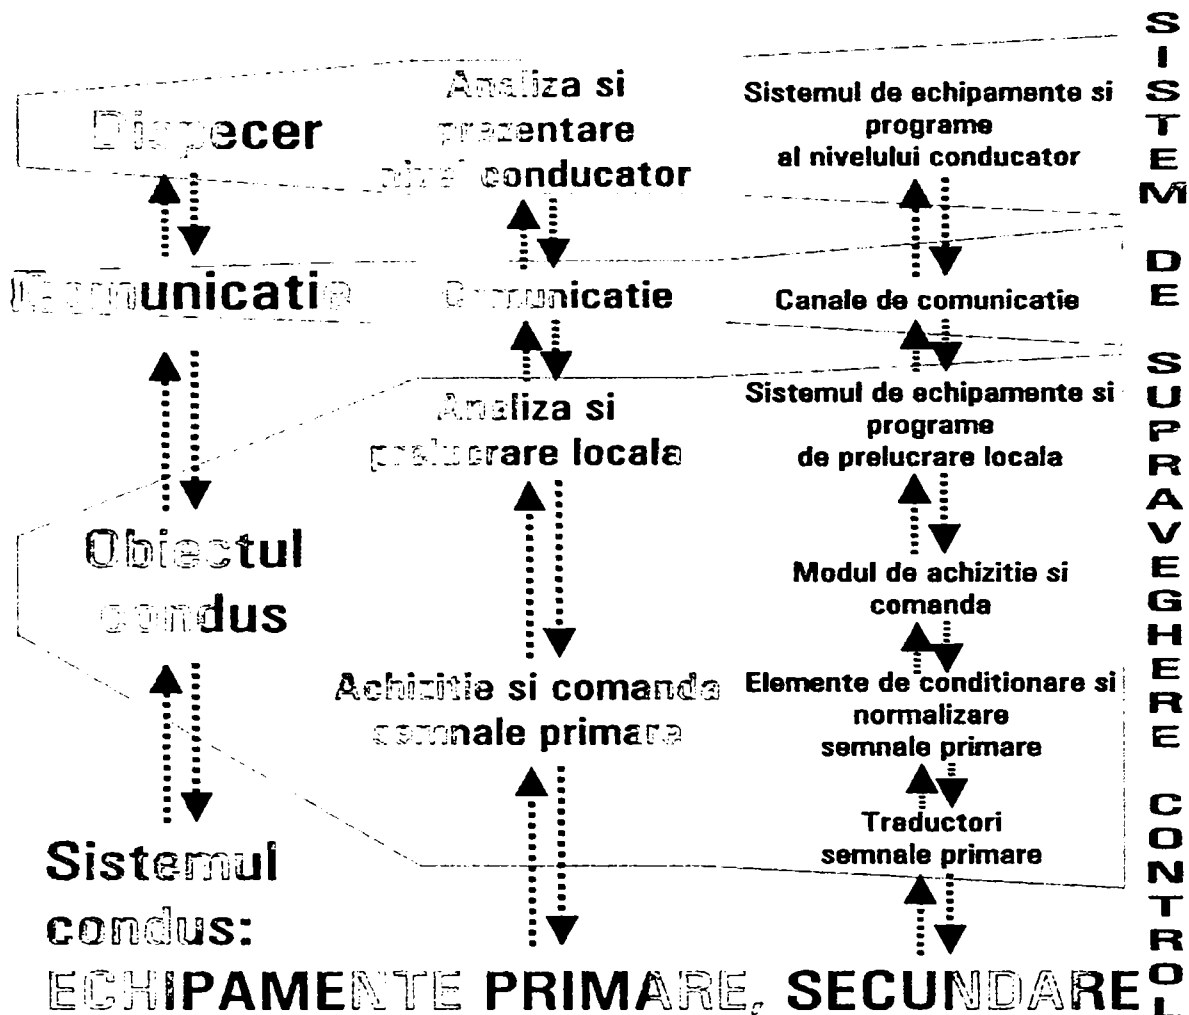 Dispecer
Comunicatie
Obiectul
condus
Sistemul
condus:
Analiza si
prezentare
nivel conducator
Comunicatie
Analiza si
prelucrare locala
Achizitie si comanda
semnale primare
Sistemul de echipamente si
programe
al nivelului conducator
Canale de comunicatie
Sistemul de echipamente si
programe
de prelucrare locala
Modul de achizitie si
comanda
Elemente de conditionare si
normalizare
semnale primare
Traductori
semnale primare
ECHIPAMENTE PRIMARE, SECUNDARE
SISTEM DE SUPRAVEGHERE CONTROL